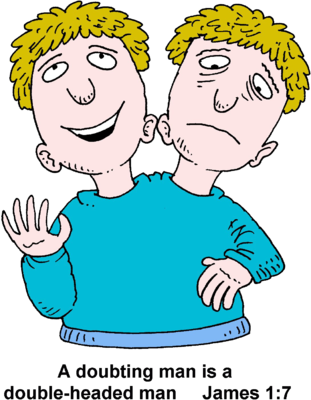 A doubting man is a
double-headed man James 1:7